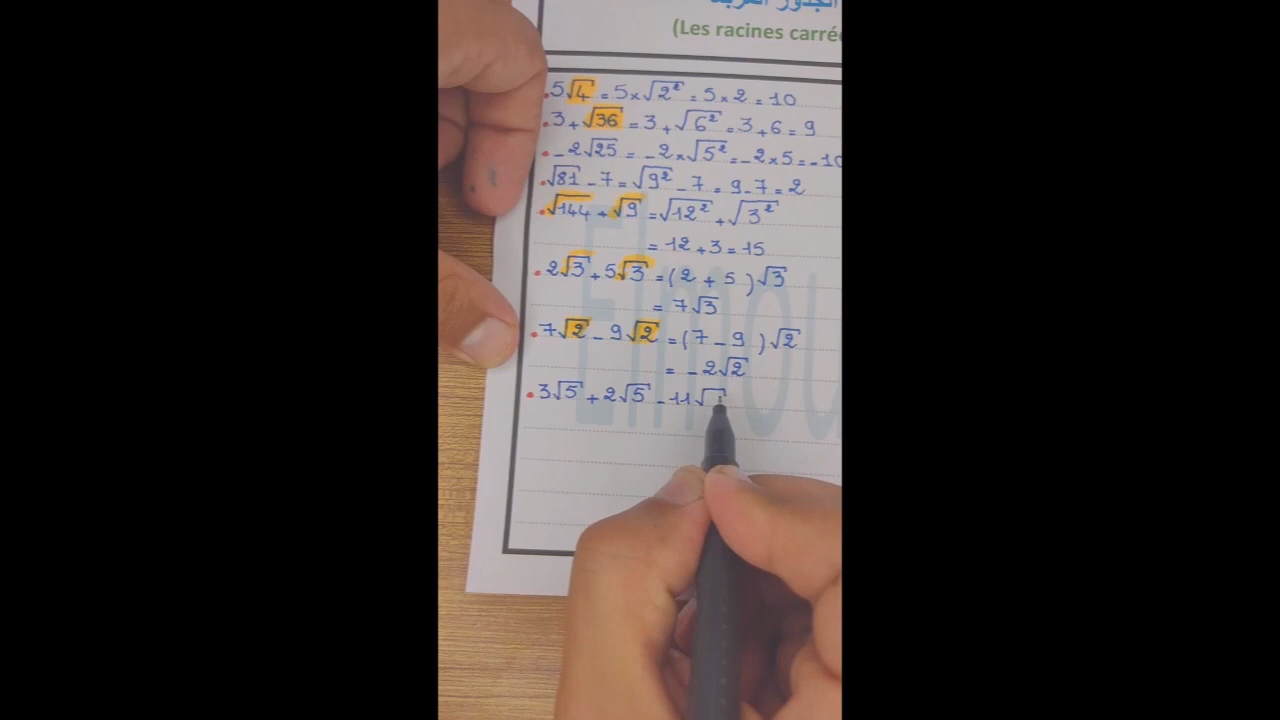 (Les racines
5√4 = 5×√2² = 5×2 = 10
3+√36 = 3+√6² = 3+6 = 9
-2√25 = -2×√5² = -2×5 = -10
√81 - 7 = √9² - 7 = 9-7 = 2
√144 + √9 = √12² + √3²
= 12+3 = 15
2√3 + 5√3 = (2 + 5)√3
= 7√3
7√2 - 9√2 = (7 - 9)√2
= -2√2
3√5 + 2√5 - 11√